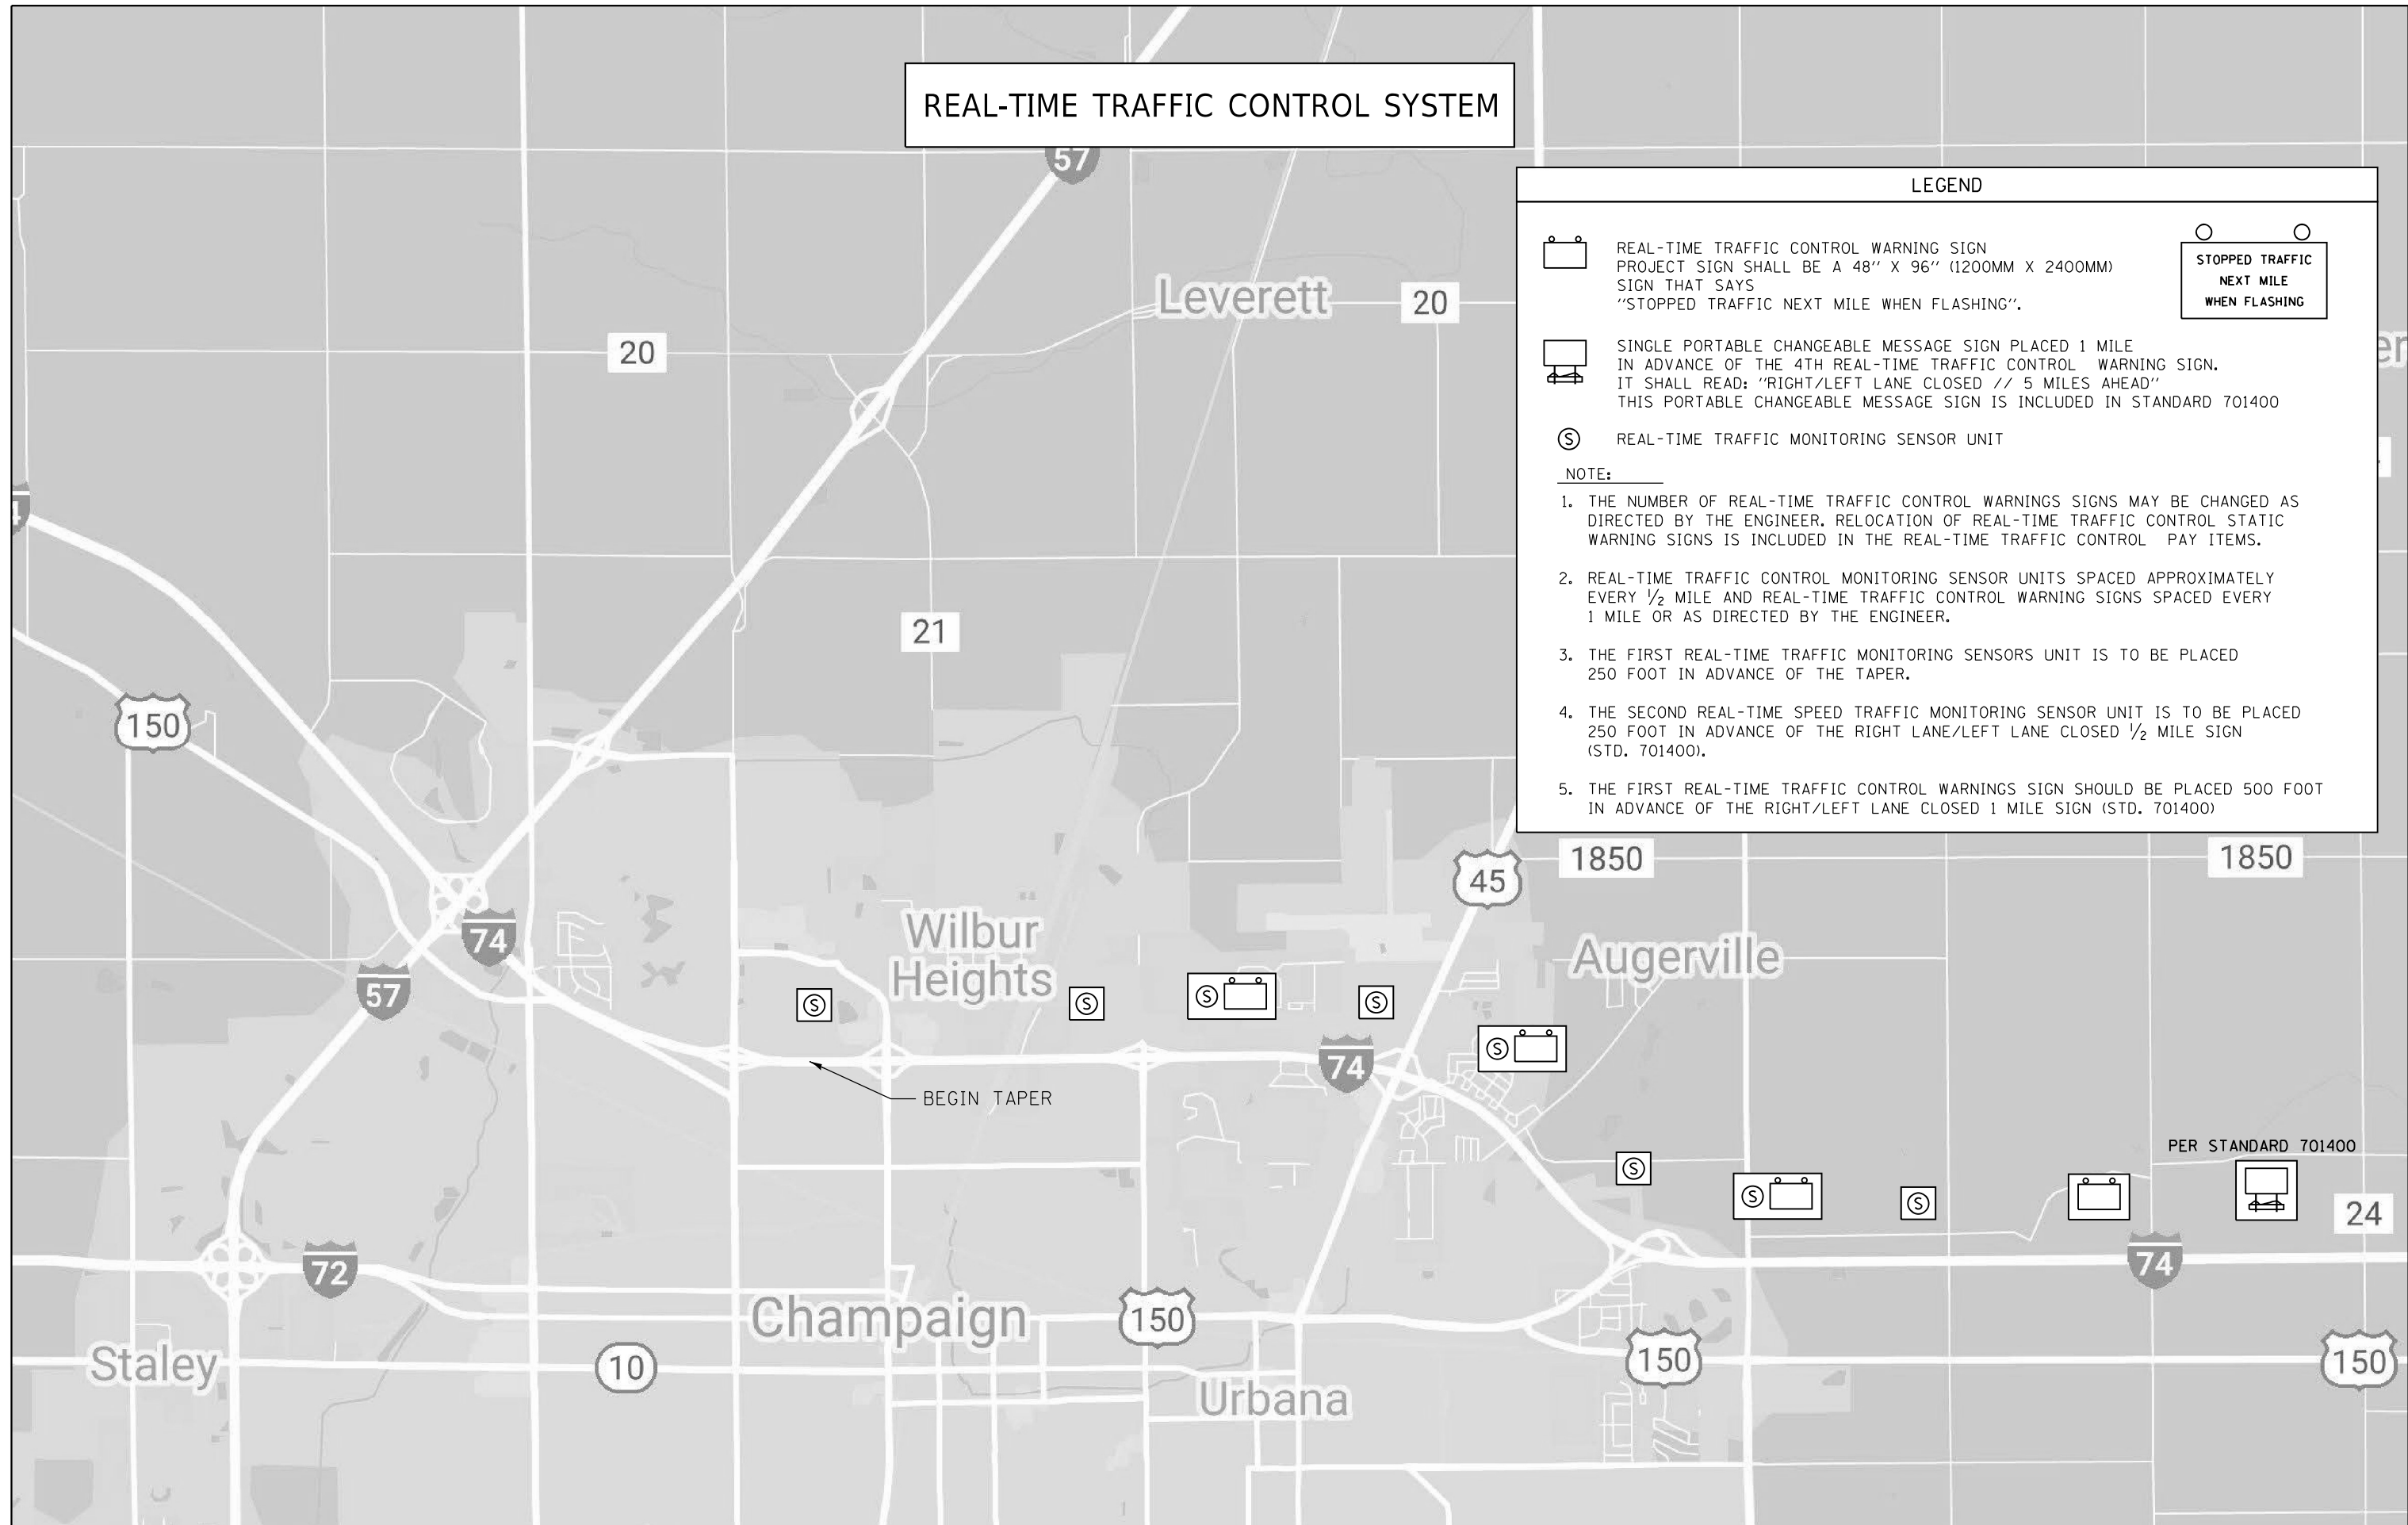 REAL-TIME TRAFFIC CONTROL SYSTEM
57
LEGEND
REAL-TIME TRAFFIC CONTROL WARNING SIGN
PROJECT SIGN SHALL BE A 48'' X 96'' (1200MM X 2400MM)
SIGN THAT SAYS
''STOPPED TRAFFIC NEXT MILE WHEN FLASHING''.
STOPPED TRAFFIC
NEXT MILE
WHEN FLASHING
SINGLE PORTABLE CHANGEABLE MESSAGE SIGN PLACED 1 MILE
IN ADVANCE OF THE 4TH REAL-TIME TRAFFIC CONTROL WARNING SIGN.
IT SHALL READ: ''RIGHT/LEFT LANE CLOSED // 5 MILES AHEAD''
THIS PORTABLE CHANGEABLE MESSAGE SIGN IS INCLUDED IN STANDARD 701400
S REAL-TIME TRAFFIC MONITORING SENSOR UNIT
NOTE:
1. THE NUMBER OF REAL-TIME TRAFFIC CONTROL WARNINGS SIGNS MAY BE CHANGED AS
DIRECTED BY THE ENGINEER. RELOCATION OF REAL-TIME TRAFFIC CONTROL STATIC
WARNING SIGNS IS INCLUDED IN THE REAL-TIME TRAFFIC CONTROL PAY ITEMS.
2. REAL-TIME TRAFFIC CONTROL MONITORING SENSOR UNITS SPACED APPROXIMATELY
EVERY 1/2 MILE AND REAL-TIME TRAFFIC CONTROL WARNING SIGNS SPACED EVERY
1 MILE OR AS DIRECTED BY THE ENGINEER.
3. THE FIRST REAL-TIME TRAFFIC MONITORING SENSORS UNIT IS TO BE PLACED
250 FOOT IN ADVANCE OF THE TAPER.
4. THE SECOND REAL-TIME SPEED TRAFFIC MONITORING SENSOR UNIT IS TO BE PLACED
250 FOOT IN ADVANCE OF THE RIGHT LANE/LEFT LANE CLOSED 1/2 MILE SIGN
(STD. 701400).
5. THE FIRST REAL-TIME TRAFFIC CONTROL WARNINGS SIGN SHOULD BE PLACED 500 FOOT
IN ADVANCE OF THE RIGHT/LEFT LANE CLOSED 1 MILE SIGN (STD. 701400)
Leverett
20
20
21
150
45
1850
1850
74
57
Wilbur
Heights
Augerville
S
S
S
S
S
74
BEGIN TAPER
S
S
S
PER STANDARD 701400
24
74
72
Champaign
150
Staley
10
Urbana
150
150